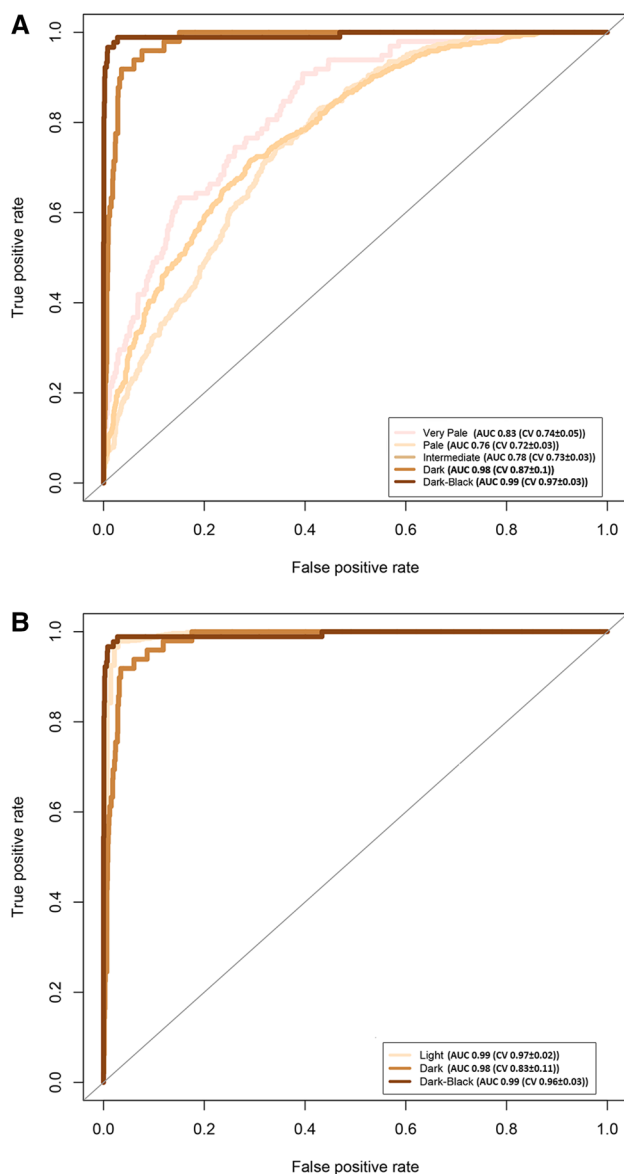 A
1.0
0.8
0.6
0.4
0.2
0.0
True positive rate
Very Pale (AUC 0.83 (CV 0.74±0.05))
Pale (AUC 0.76 (CV 0.72±0.03))
Intermediate (AUC 0.78 (CV 0.73±0.03))
Dark (AUC 0.98 (CV 0.87±0.1))
Dark-Black (AUC 0.99 (CV 0.97±0.03))
0.0 0.2 0.4 0.6 0.8 1.0
False positive rate
B
1.0
0.8
0.6
0.4
0.2
0.0
True positive rate
Light (AUC 0.99 (CV 0.97±0.02))
Dark (AUC 0.98 (CV 0.83±0.11))
Dark-Black (AUC 0.99 (CV 0.96±0.03))
0.0 0.2 0.4 0.6 0.8 1.0
False positive rate